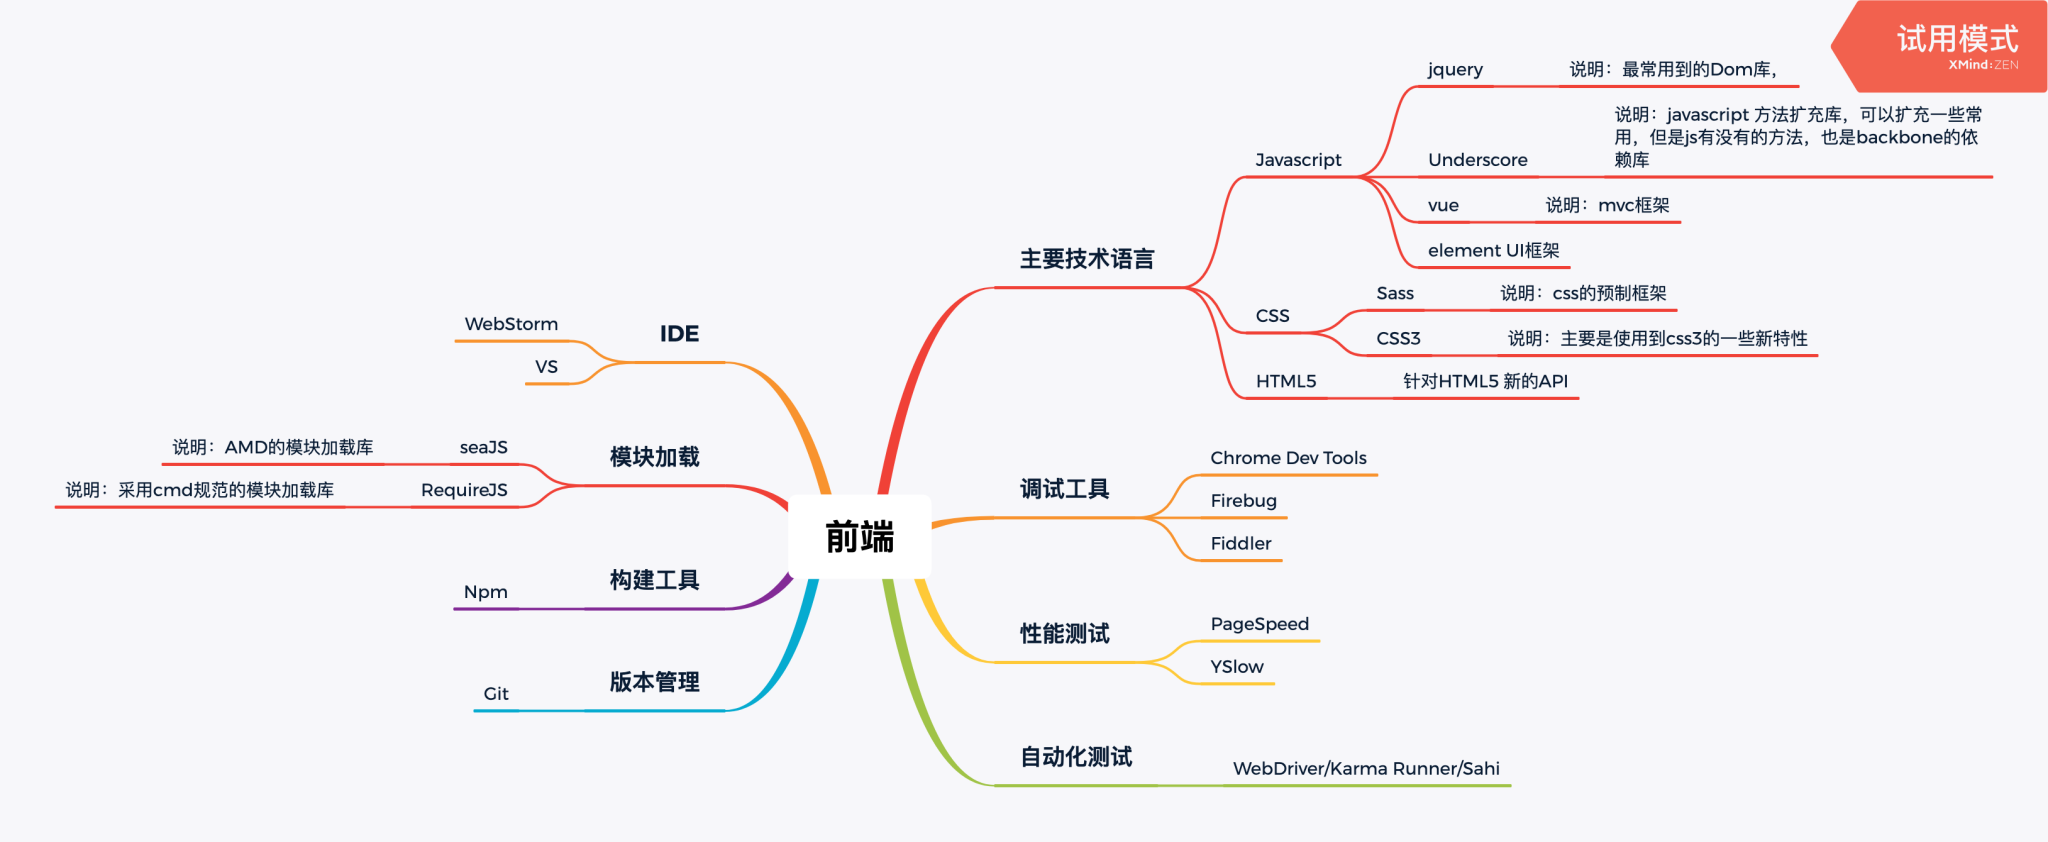 试用模式
XMind:ZEN
前端
主要技术语言
Javascript
jquery
说明：最常用到的Dom库，
Underscore
说明：javascript 方法扩充库，可以扩充一些常
用，但是js有没有的方法，也是backbone的依
赖库
vue
说明：mvc框架
element UI框架
CSS
Sass
说明：css的预制框架
CSS3
说明：主要是使用到css3的一些新特性
HTML5
针对HTML5 新的API
调试工具
Chrome Dev Tools
Firebug
Fiddler
性能测试
PageSpeed
YSlow
自动化测试
WebDriver/Karma Runner/Sahi
IDE
WebStorm
VS
模块加载
seaJS
说明：AMD的模块加载库
RequireJS
说明：采用cmd规范的模块加载库
构建工具
Npm
版本管理
Git